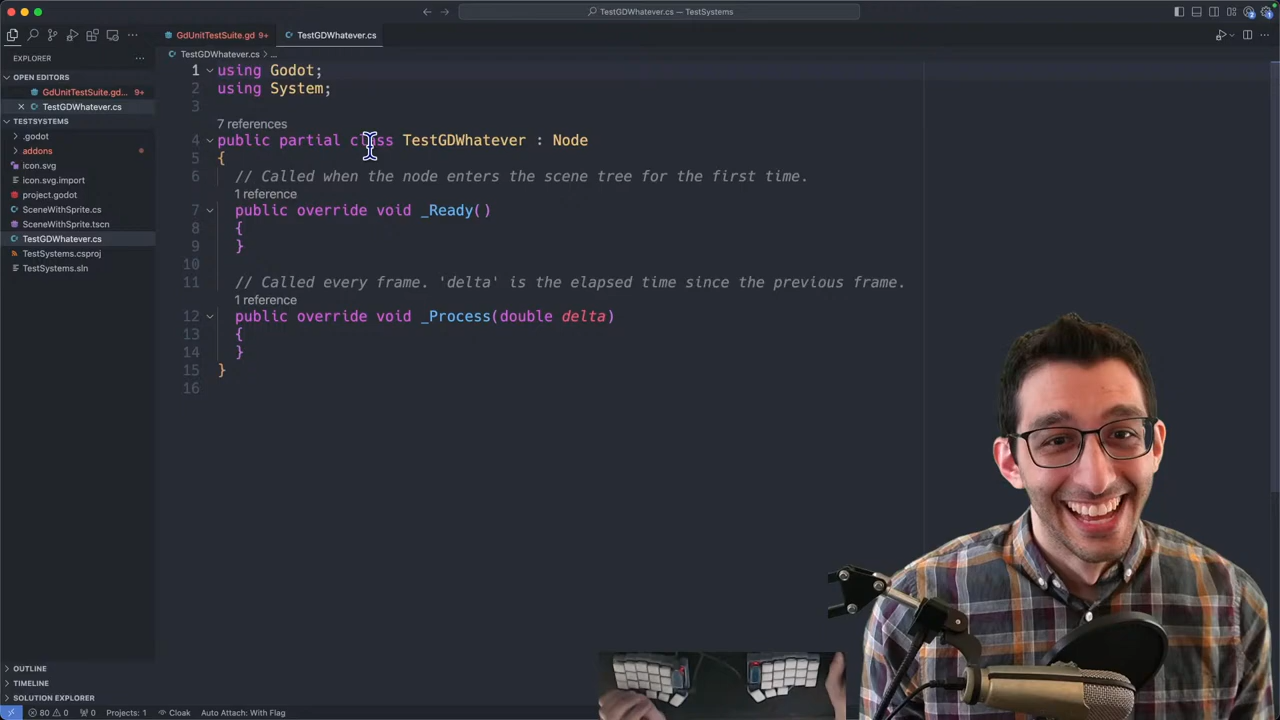 TestGDWhatever.cs — TestSystems
EXPLORER
OPEN EDITORS
GdUnitTestSuite.gd... 9+
TestGDWhatever.cs
TESTSYSTEMS
.godot
addons
icon.svg
icon.svg.import
project.godot
SceneWithSprite.cs
SceneWithSprite.tscn
TestGDWhatever.cs
TestSystems.csproj
TestSystems.sln
OUTLINE
TIMELINE
SOLUTION EXPLORER
GdUnitTestSuite.gd 9+
TestGDWhatever.cs
TestGDWhatever.cs > ...
1 using Godot;
2 using System;
3
7 references
4 public partial class TestGDWhatever : Node
5 {
6 // Called when the node enters the scene tree for the first time.
1 reference
7 public override void _Ready()
8 {
9 }
10
11 // Called every frame. 'delta' is the elapsed time since the previous frame.
1 reference
12 public override void _Process(double delta)
13 {
14 }
15 }
16
80 0 0 Projects: 1 Cloak Auto Attach: With Flag